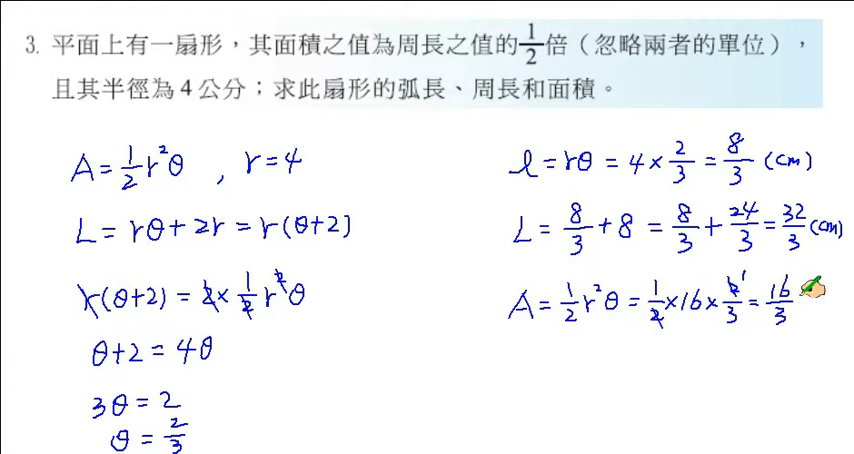 3. 平面上有一扇形，其面積之值為周長之值的1/2倍（忽略兩者的單位），
且其半徑為4公分；求此扇形的弧長、周長和面積。
A = 1/2 r²θ , r = 4
L = rθ + 2r = r(θ+2)
r(θ+2) = 2 × 1/2 r²θ
θ+2 = 4θ
3θ = 2
θ = 2/3
l = rθ = 4 × 2/3 = 8/3 (cm)
L = 8/3 + 8 = 8/3 + 24/3 = 32/3 (cm)
A = 1/2 r²θ = 1/2 × 16 × 2/3 = 16/3